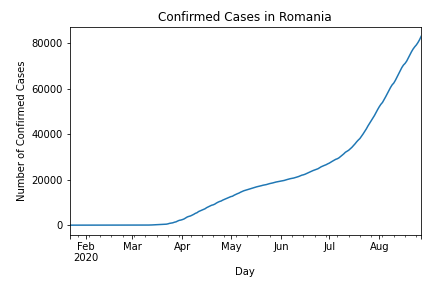 Confirmed Cases in Romania
Number of Confirmed Cases
80000
60000
40000
20000
0
Feb Mar Apr May Jun Jul Aug
2020
Day